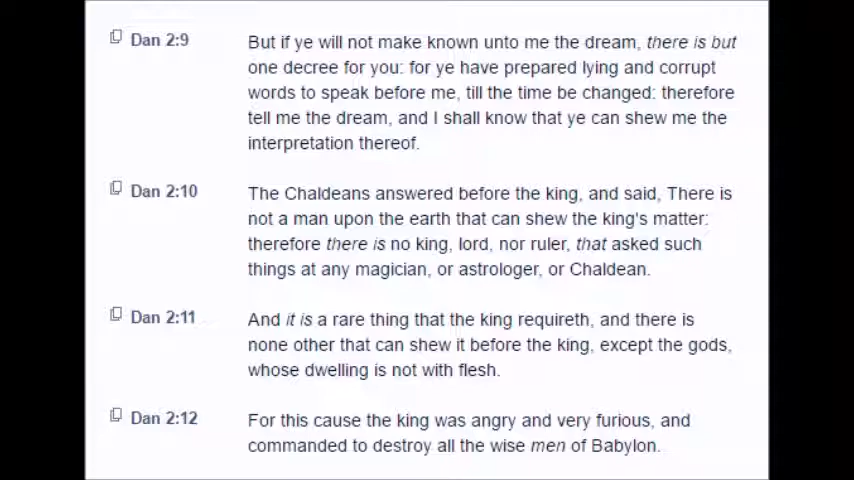 Dan 2:9 But if ye will not make known unto me the dream, there is but
one decree for you: for ye have prepared lying and corrupt
words to speak before me, till the time be changed: therefore
tell me the dream, and I shall know that ye can shew me the
interpretation thereof.
Dan 2:10 The Chaldeans answered before the king, and said, There is
not a man upon the earth that can shew the king's matter:
therefore there is no king, lord, nor ruler, that asked such
things at any magician, or astrologer, or Chaldean.
Dan 2:11 And it is a rare thing that the king requireth, and there is
none other that can shew it before the king, except the gods,
whose dwelling is not with flesh.
Dan 2:12 For this cause the king was angry and very furious, and
commanded to destroy all the wise men of Babylon.